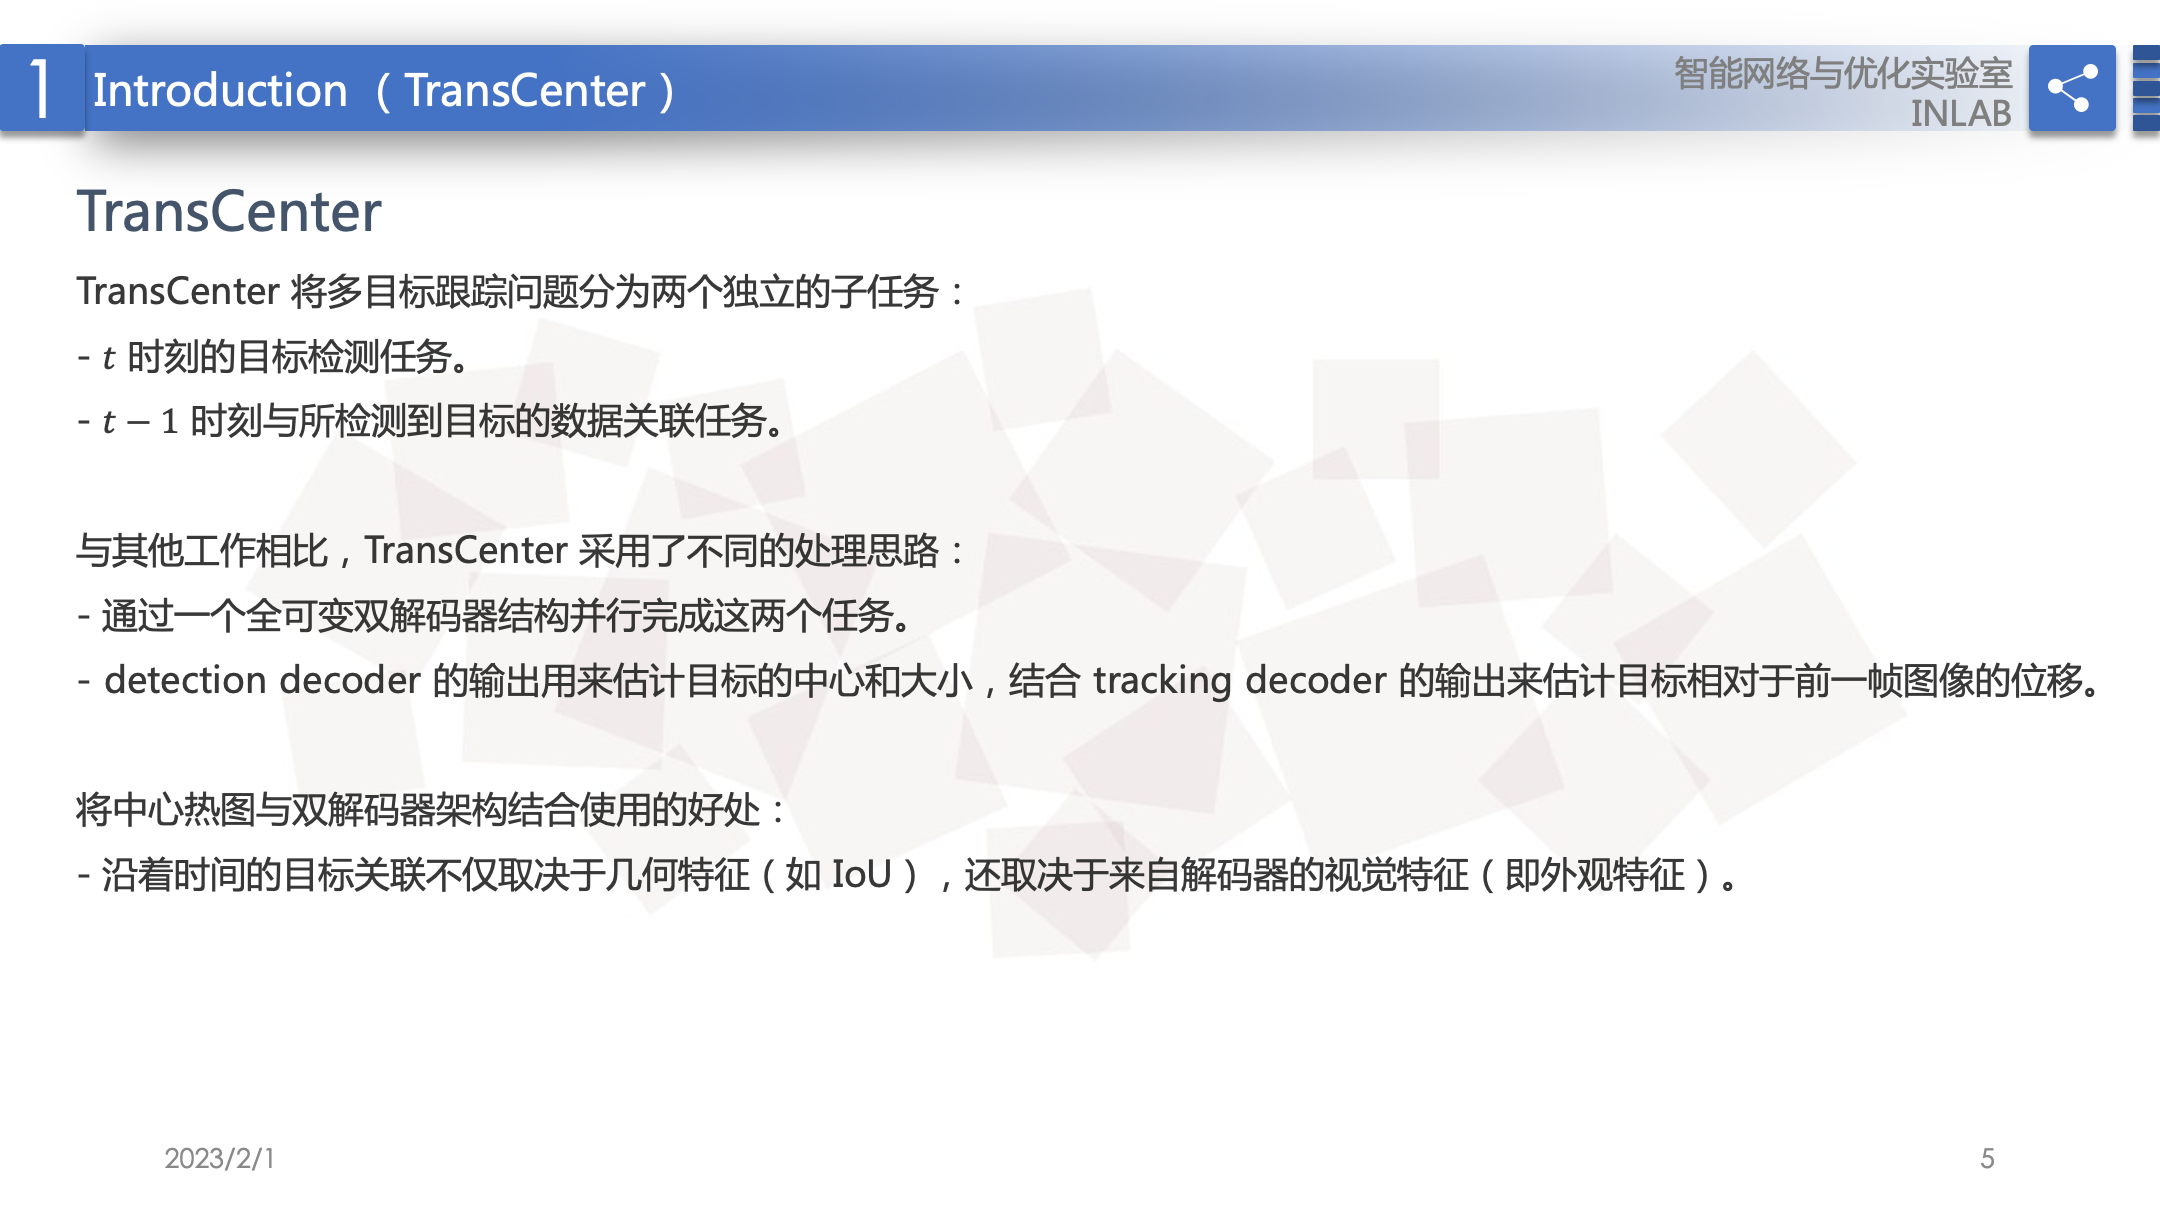 1 Introduction （TransCenter）
智能网络与优化实验室
INLAB
TransCenter
TransCenter 将多目标跟踪问题分为两个独立的子任务：
- t 时刻的目标检测任务。
- t − 1 时刻与所检测到目标的数据关联任务。
与其他工作相比，TransCenter 采用了不同的处理思路：
- 通过一个全可变双解码器结构并行完成这两个任务。
- detection decoder 的输出用来估计目标的中心和大小，结合 tracking decoder 的输出来估计目标相对于前一帧图像的位移。
将中心热图与双解码器架构结合使用的好处：
- 沿着时间的目标关联不仅取决于几何特征（如 IoU），还取决于来自解码器的视觉特征（即外观特征）。
2023/2/1
5